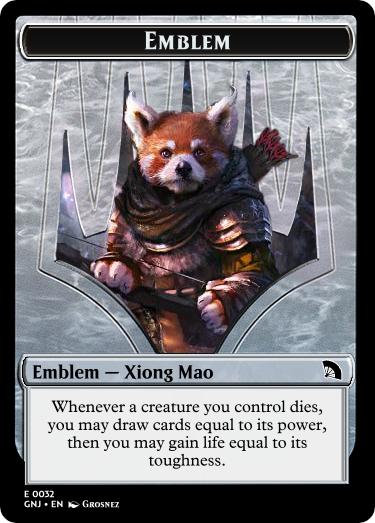 EMBLEM
Emblem — Xiong Mao
Whenever a creature you control dies,
you may draw cards equal to its power,
then you may gain life equal to its
toughness.
E 0032
GNJ • EN Grosnez